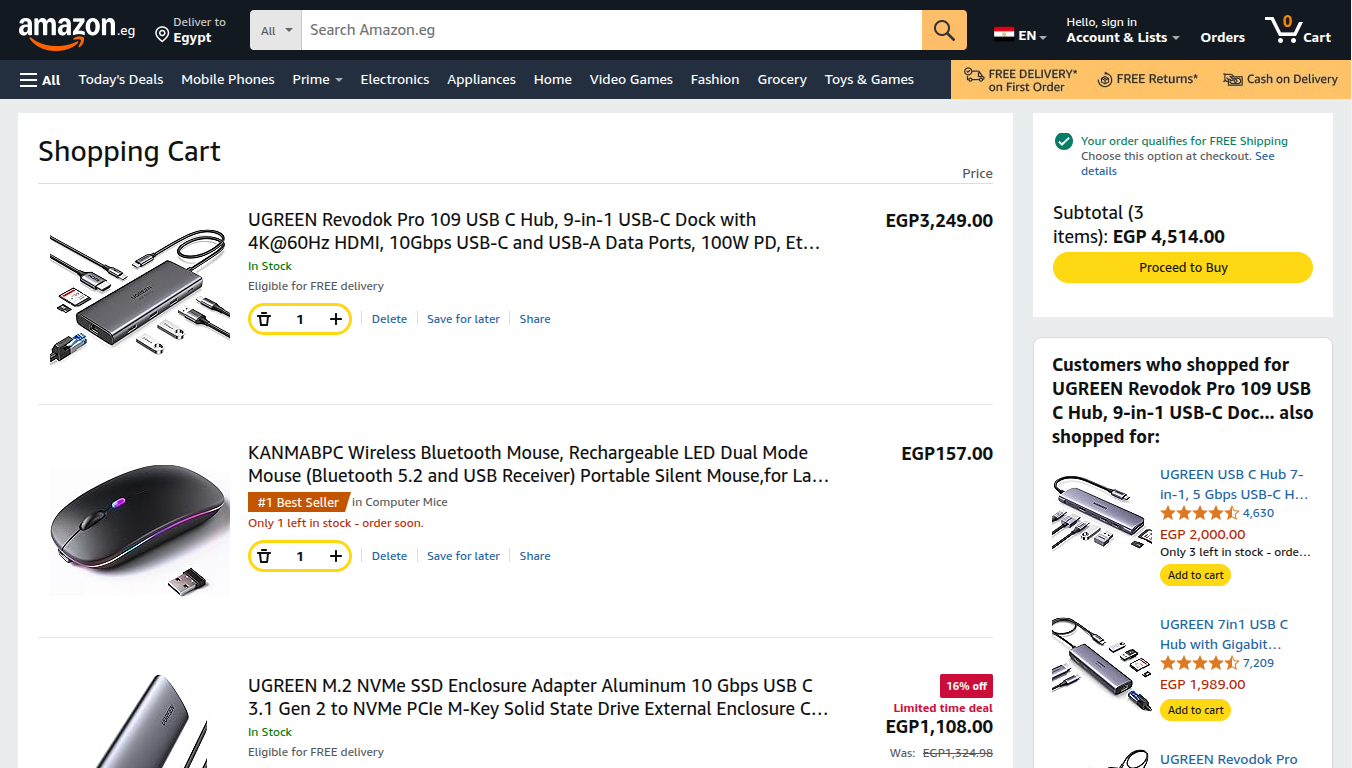 amazon.eg
Deliver to
Egypt
All
Search Amazon.eg
EN
Hello, sign in
Account & Lists
Orders
0
Cart
All
Today's Deals
Mobile Phones
Prime
Electronics
Appliances
Home
Video Games
Fashion
Grocery
Toys & Games
FREE DELIVERY*
on First Order
FREE Returns*
Cash on Delivery
Shopping Cart
Price
UGREEN Revodok Pro 109 USB C Hub, 9-in-1 USB-C Dock with
4K@60Hz HDMI, 10Gbps USB-C and USB-A Data Ports, 100W PD, Et…
EGP3,249.00
In Stock
Eligible for FREE delivery
1
Delete
Save for later
Share
KANMABPC Wireless Bluetooth Mouse, Rechargeable LED Dual Mode
Mouse (Bluetooth 5.2 and USB Receiver) Portable Silent Mouse,for La…
EGP157.00
#1 Best Seller
in Computer Mice
Only 1 left in stock - order soon.
1
Delete
Save for later
Share
UGREEN M.2 NVMe SSD Enclosure Adapter Aluminum 10 Gbps USB C
3.1 Gen 2 to NVMe PCIe M-Key Solid State Drive External Enclosure C…
In Stock
Eligible for FREE delivery
16% off
Limited time deal
EGP1,108.00
Was: EGP1,324.98
UGREEN
UGREEN
Your order qualifies for FREE Shipping
Choose this option at checkout. See
details
Subtotal (3
items): EGP 4,514.00
Proceed to Buy
Customers who shopped for
UGREEN Revodok Pro 109 USB
C Hub, 9-in-1 USB-C Doc... also
shopped for:
UGREEN USB C Hub 7-
in-1, 5 Gbps USB-C H…
4,630
EGP 2,000.00
Only 3 left in stock - orde…
Add to cart
UGREEN 7in1 USB C
Hub with Gigabit…
7,209
EGP 1,989.00
Add to cart
UGREEN Revodok Pro